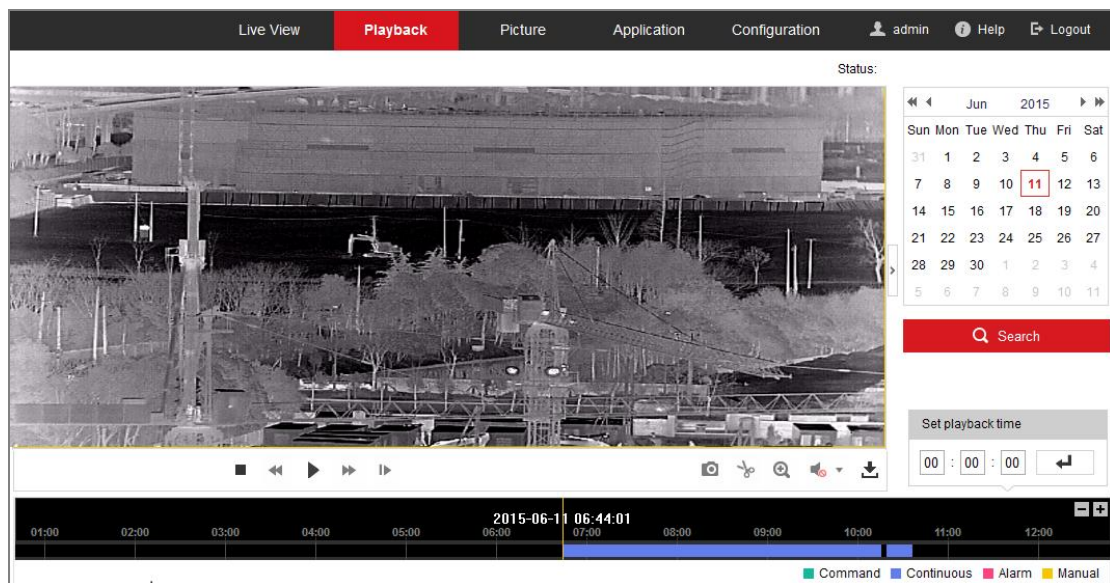 Live View Playback Picture Application Configuration admin Help Logout
Status:
Jun 2015
Sun Mon Tue Wed Thu Fri Sat
31 1 2 3 4 5 6
7 8 9 10 11 12 13
14 15 16 17 18 19 20
21 22 23 24 25 26 27
28 29 30 1 2 3 4
5 6 7 8 9 10 11
Search
Set playback time
00 : 00 : 00
2015-06-11 06:44:01
01:00 02:00 03:00 04:00 05:00 06:00 07:00 08:00 09:00 10:00 11:00 12:00
Command Continuous Alarm Manual